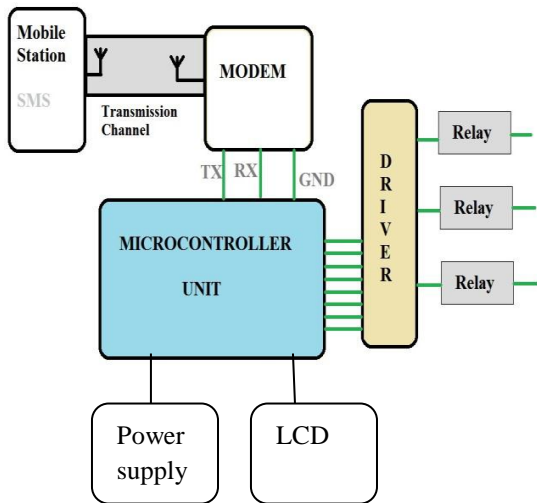 Mobile
Station
SMS
Transmission
Channel
MODEM
TX
RX
GND
MICROCONTROLLER
UNIT
D
R
I
V
E
R
Relay
Relay
Relay
Power
supply
LCD